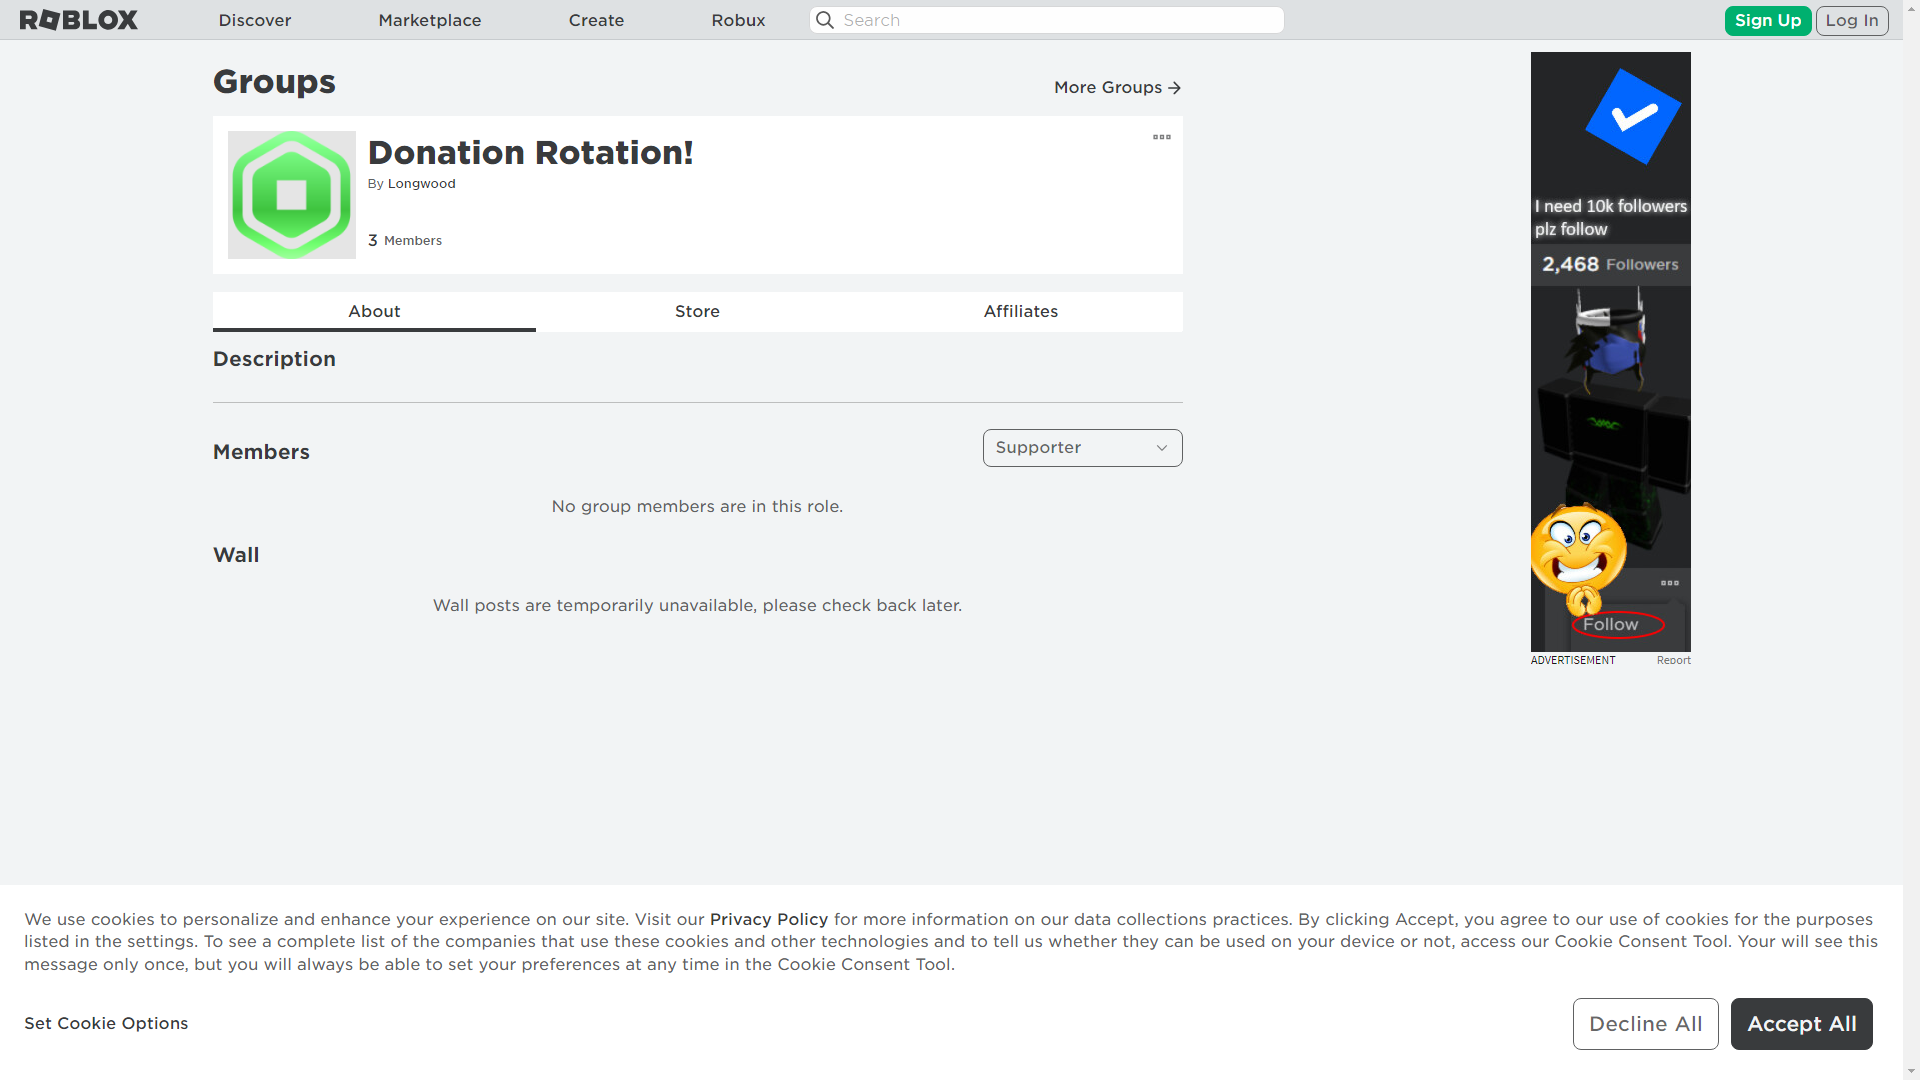 ROBLOX
Discover
Marketplace
Create
Robux
Search
Sign Up
Log In
Groups
More Groups
Donation Rotation!
By Longwood
3 Members
About
Store
Affiliates
Description
Members
Supporter
No group members are in this role.
Wall
Wall posts are temporarily unavailable, please check back later.
I need 10k followers
plz follow
2,468 Followers
Follow
ADVERTISEMENT
Report
We use cookies to personalize and enhance your experience on our site. Visit our Privacy Policy for more information on our data collections practices. By clicking Accept, you agree to our use of cookies for the purposes
listed in the settings. To see a complete list of the companies that use these cookies and other technologies and to tell us whether they can be used on your device or not, access our Cookie Consent Tool. Your will see this
message only once, but you will always be able to set your preferences at any time in the Cookie Consent Tool.
Set Cookie Options
Decline All
Accept All